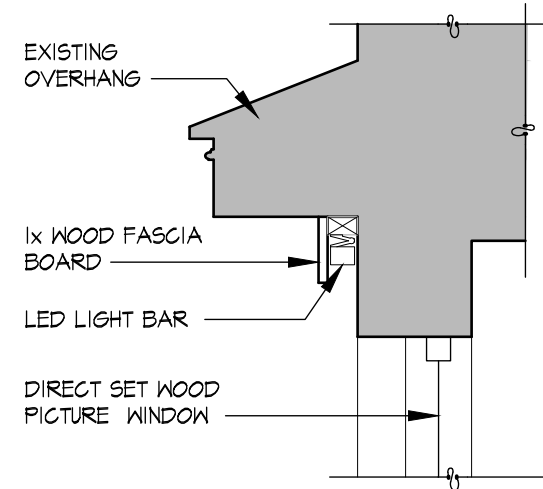 EXISTING
OVERHANG
1x WOOD FASCIA
BOARD
LED LIGHT BAR
DIRECT SET WOOD
PICTURE WINDOW